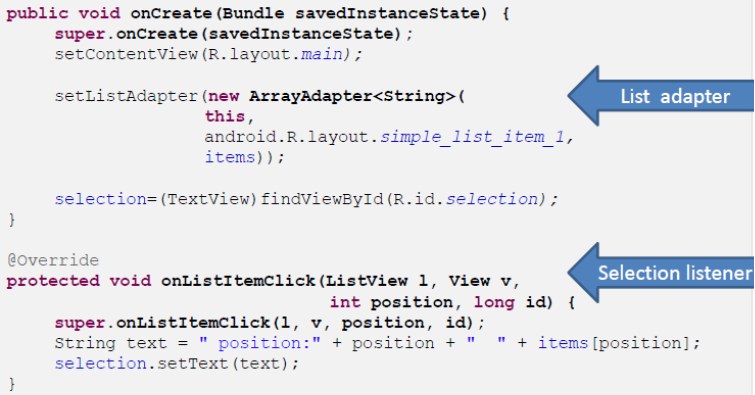 public void onCreate(Bundle savedInstanceState) {
super.onCreate(savedInstanceState);
setContentView(R.layout.main);
setListAdapter(new ArrayAdapter<String>(
List adapter
this,
android.R.layout.simple_list_item_1,
items));
selection=(TextView)findViewById(R.id.selection);
}
@Override
protected void onListItemClick(ListView l, View v,
Selection listener
int position, long id) {
super.onListItemClick(l, v, position, id);
String text = " position:" + position + "  " + items[position];
selection.setText(text);
}